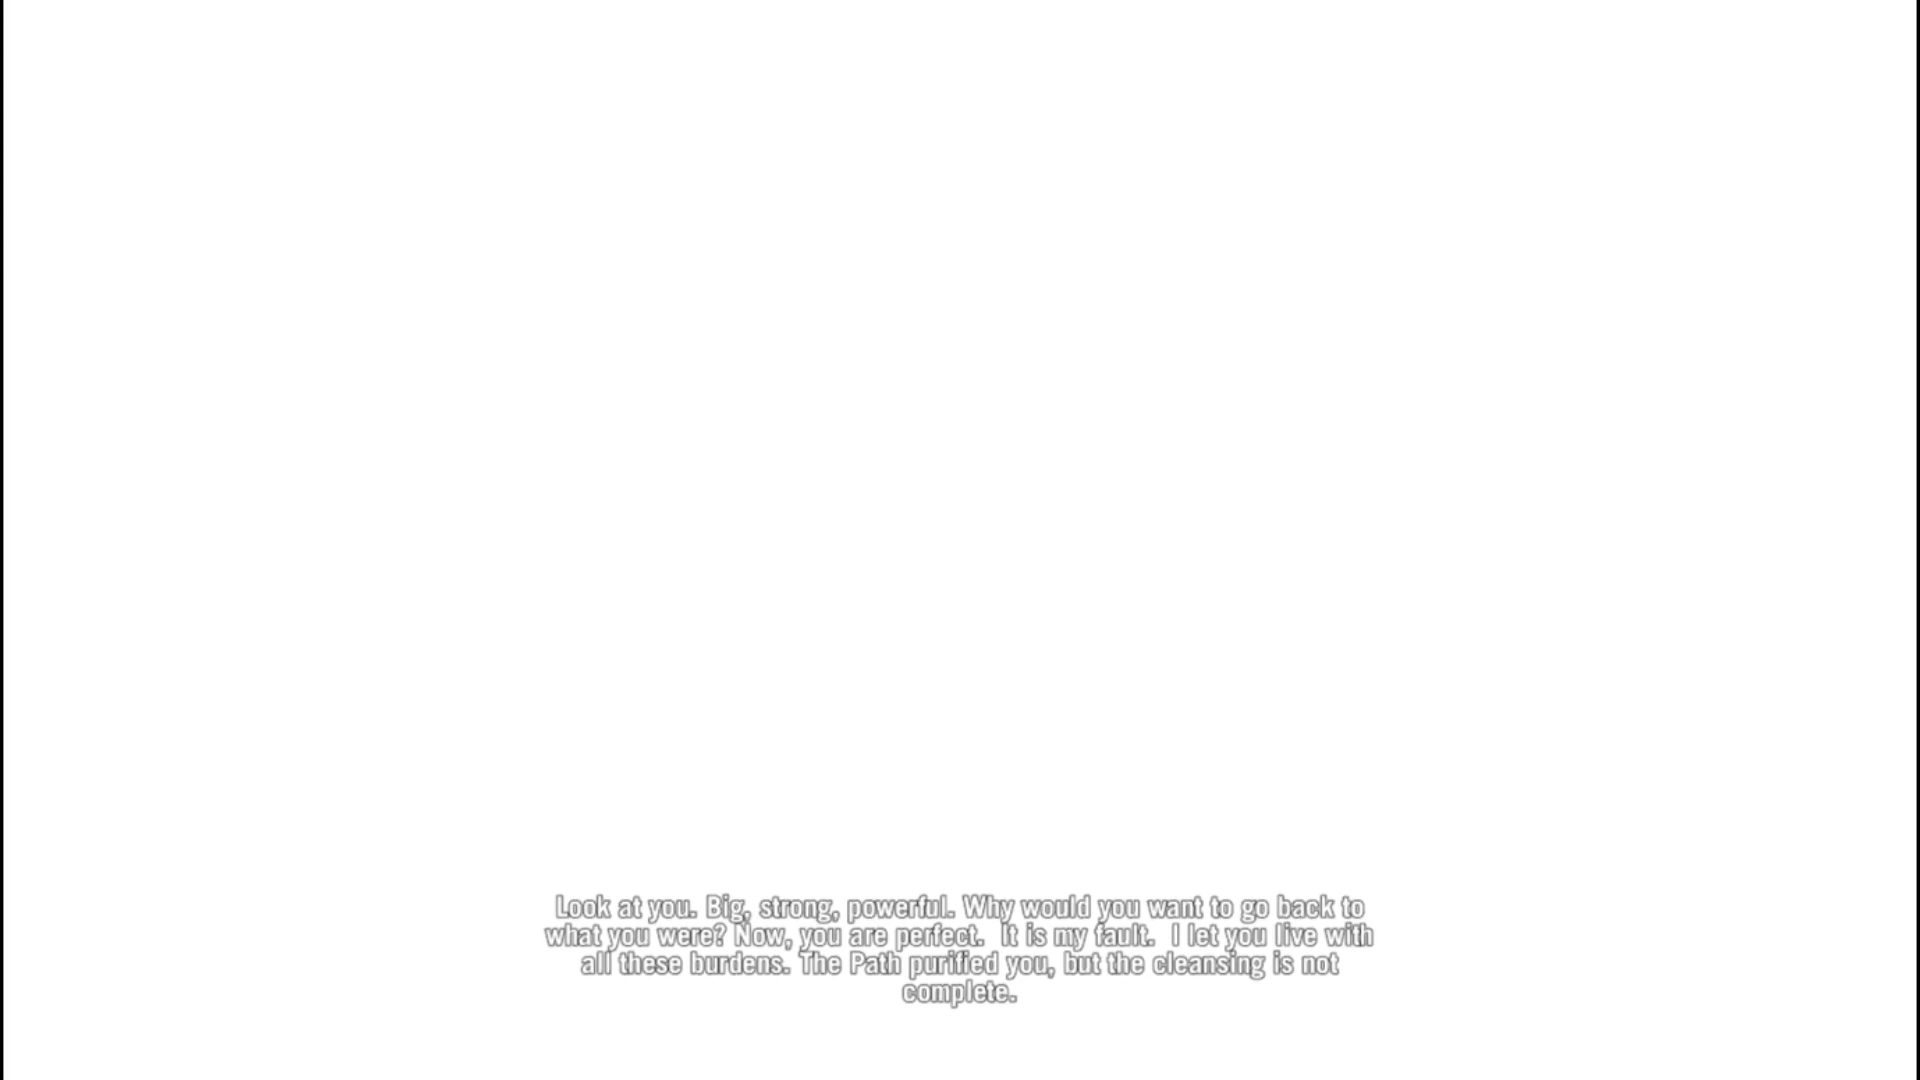 Look at you. Big, strong, powerful. Why would you want to go back to
what you were? Now, you are perfect.  It is my fault.  I let you live with
all these burdens. The Path purified you, but the cleansing is not
complete.